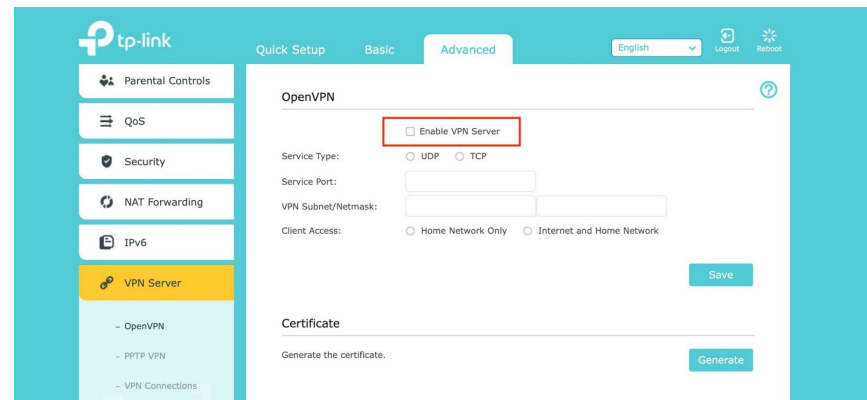 tp-link
Quick Setup Basic Advanced English Logout Reboot
Parental Controls
QoS
Security
NAT Forwarding
IPv6
VPN Server
- OpenVPN
- PPTP VPN
- VPN Connections
OpenVPN
Enable VPN Server
Service Type: UDP TCP
Service Port:
VPN Subnet/Netmask:
Client Access: Home Network Only Internet and Home Network
Save
Certificate
Generate the certificate.
Generate